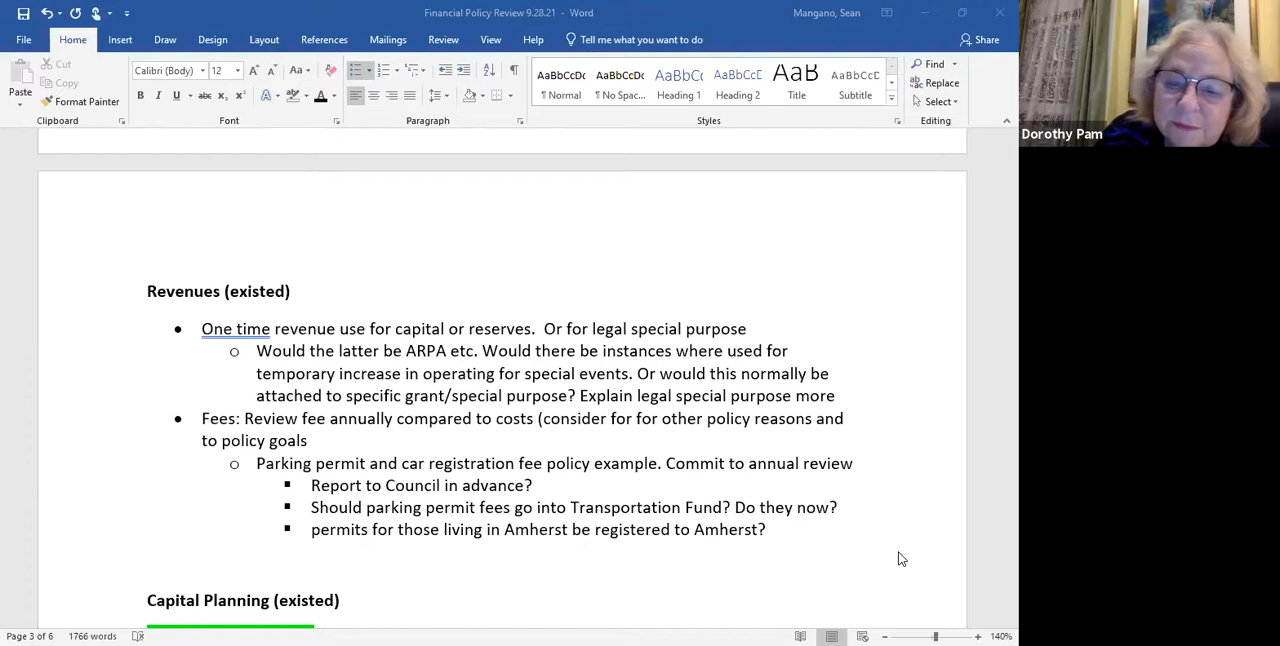 Financial Policy Review 9.28.21 - Word
Mangano, Sean
File Home Insert Draw Design Layout References Mailings Review View Help Tell me what you want to do Share
Paste
Cut
Copy
Format Painter
Clipboard
Calibri (Body) 12
Font
Paragraph
AaBbCcDc AaBbCcDc AaBbC AaBbCcC AaB AaBbCcD
¶ Normal ¶ No Spac... Heading 1 Heading 2 Title Subtitle
Styles
Find
Replace
Select
Editing
Dorothy Pam
Revenues (existed)
• One time revenue use for capital or reserves. Or for legal special purpose
o Would the latter be ARPA etc. Would there be instances where used for
temporary increase in operating for special events. Or would this normally be
attached to specific grant/special purpose? Explain legal special purpose more
• Fees: Review fee annually compared to costs (consider for for other policy reasons and
to policy goals
o Parking permit and car registration fee policy example. Commit to annual review
▪ Report to Council in advance?
▪ Should parking permit fees go into Transportation Fund? Do they now?
▪ permits for those living in Amherst be registered to Amherst?
Capital Planning (existed)
Page 3 of 6 1766 words 140%